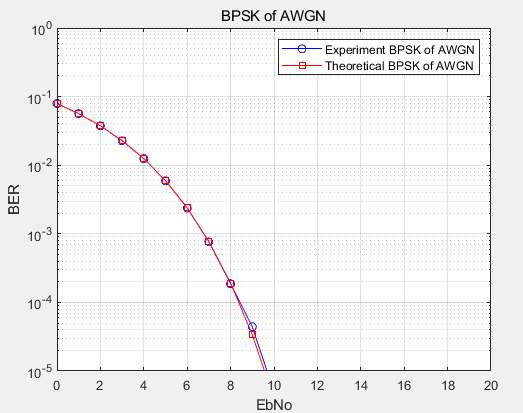 BPSK of AWGN
10^0
Experiment BPSK of AWGN
Theoretical BPSK of AWGN
10^-1
10^-2
BER
10^-3
10^-4
10^-5
0 2 4 6 8 10 12 14 16 18 20
EbNo